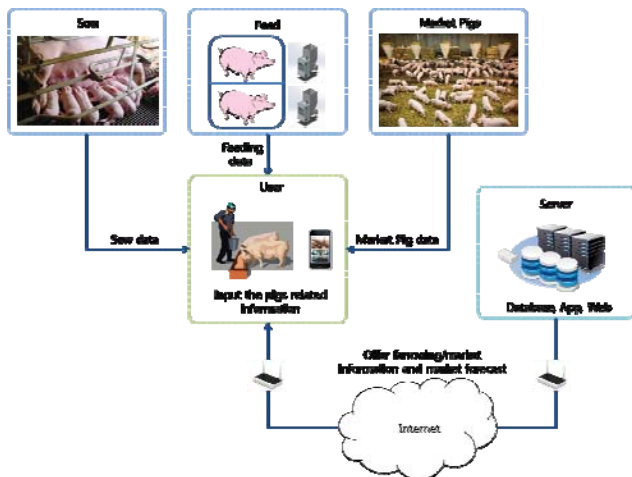 Sow
Feed
Market Pigs
Feeding
data
User
Sow data
Market Pig data
Input the pigs related
information
Server
Database, App, Web
Offer farming/market
information and market forecast
Internet